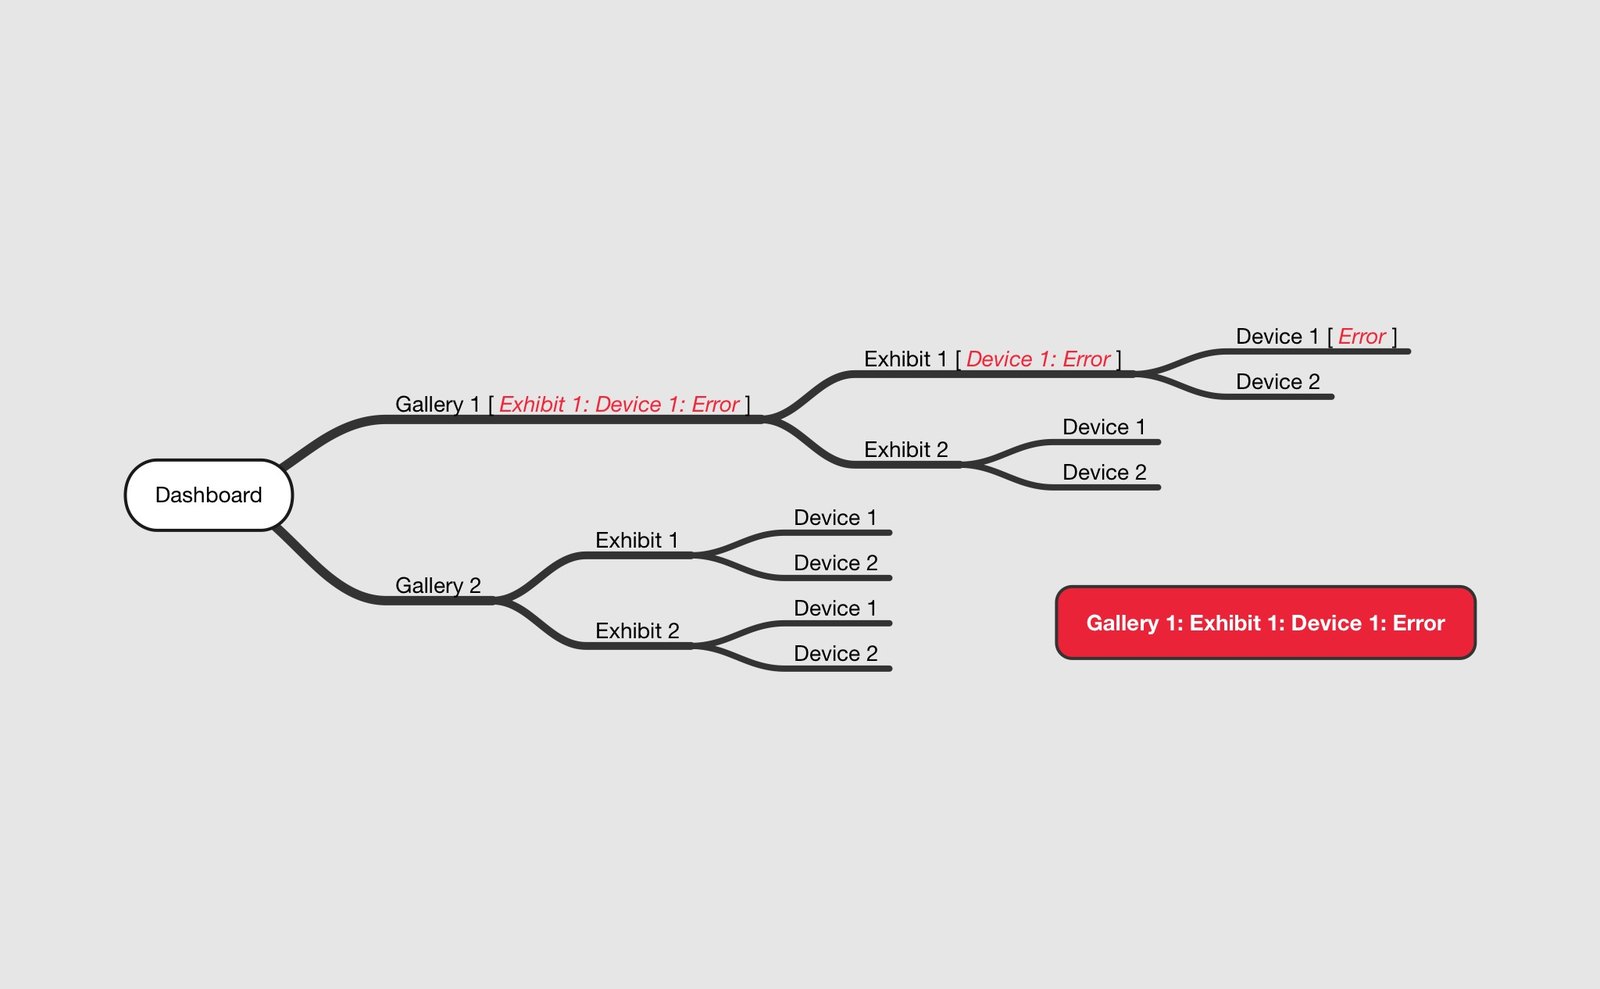 Dashboard
Gallery 1 [ Exhibit 1: Device 1: Error ]
Exhibit 1 [ Device 1: Error ]
Device 1 [ Error ]
Device 2
Exhibit 2
Device 1
Device 2
Gallery 2
Exhibit 1
Device 1
Device 2
Exhibit 2
Device 1
Device 2
Gallery 1: Exhibit 1: Device 1: Error